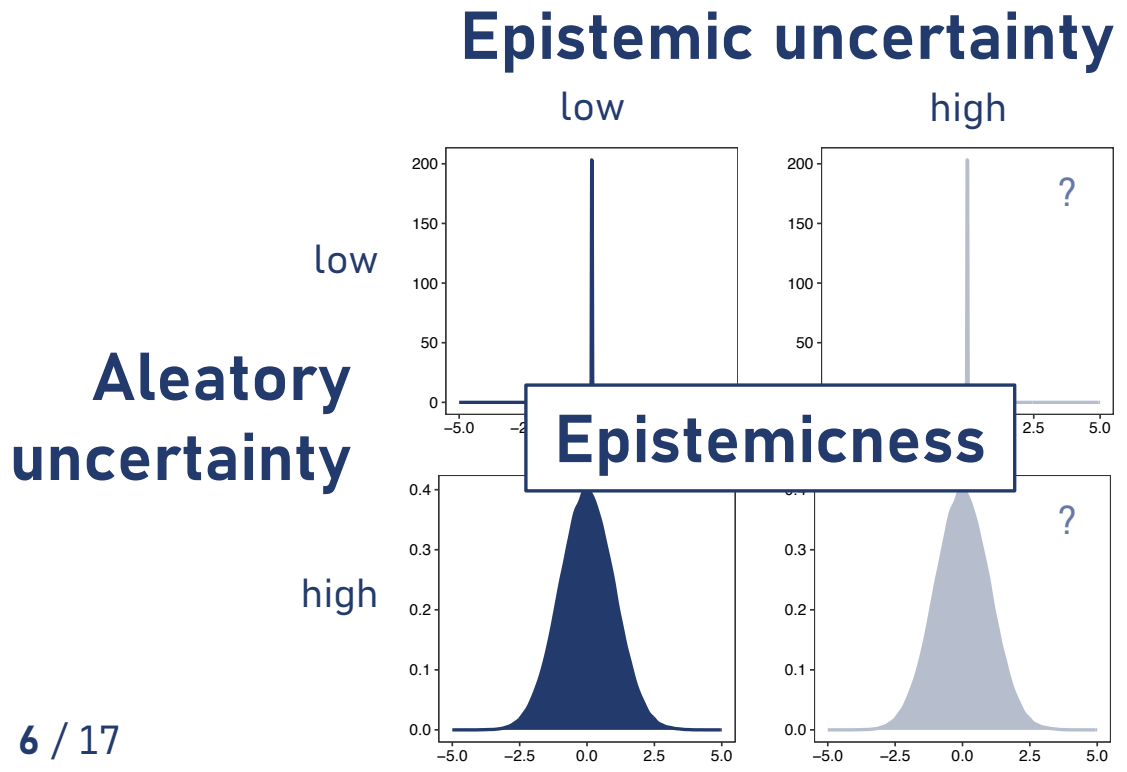 Epistemic uncertainty
low high
200 200 ?
150 150
low
100 100
50 50
Aleatory
0
−5.0 −2 2.5 5.0
Epistemicness
uncertainty
0.4
?
0.3 0.3
high
0.2 0.2
0.1 0.1
0.0 0.0
6 / 17
−5.0 −2.5 0.0 2.5 5.0 −5.0 −2.5 0.0 2.5 5.0